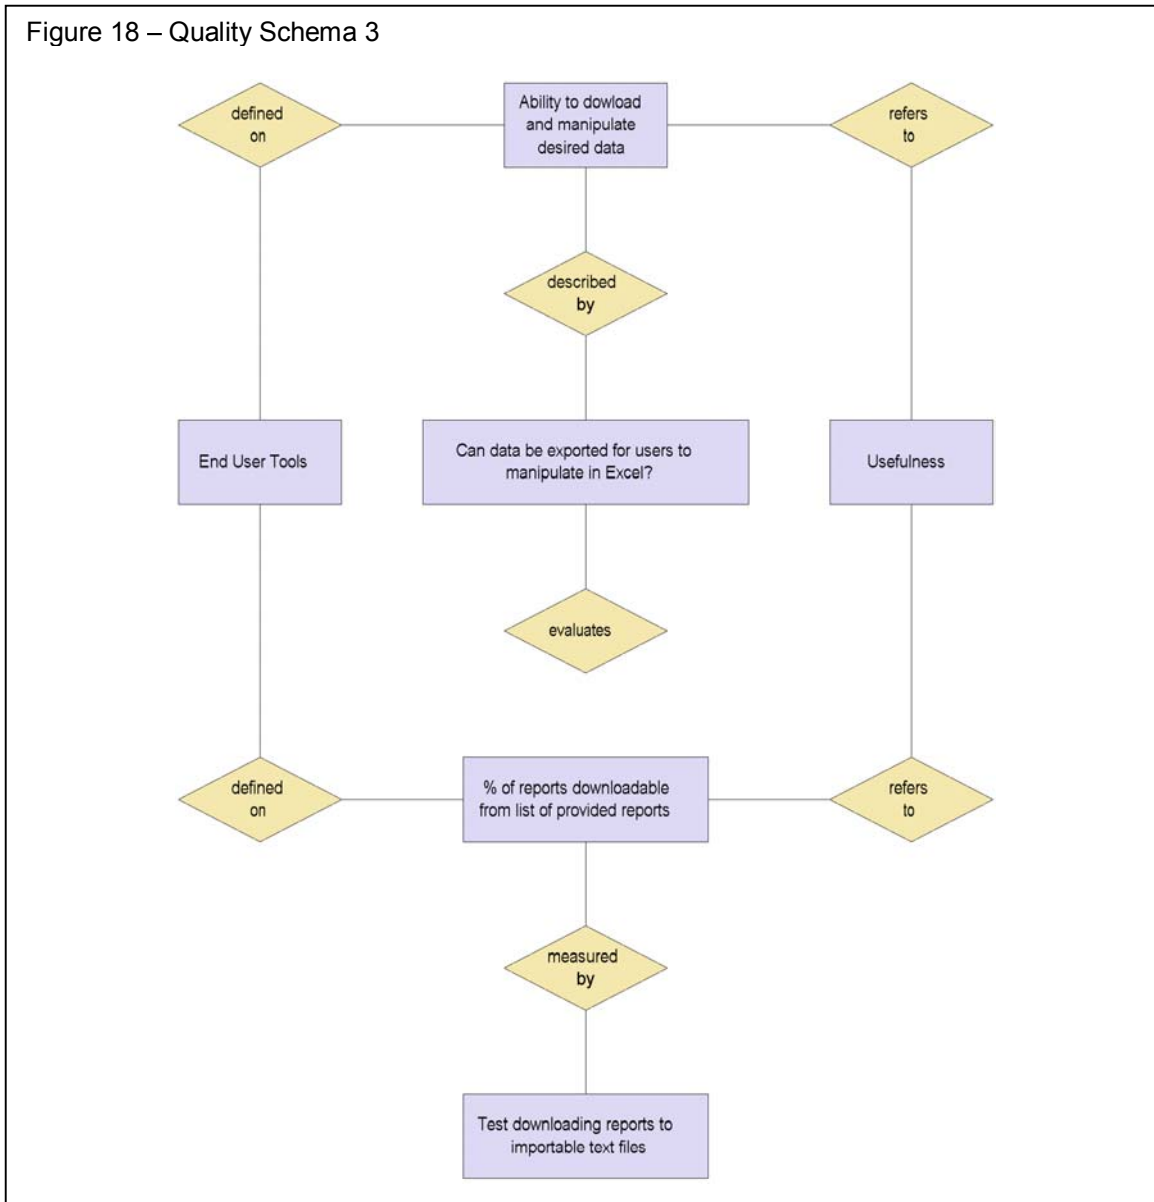 Figure 18 – Quality Schema 3
defined
on
Ability to dowload
and manipulate
desired data
refers
to
described
by
End User Tools
Can data be exported for users to
manipulate in Excel?
Usefulness
evaluates
defined
on
% of reports downloadable
from list of provided reports
refers
to
measured
by
Test downloading reports to
importable text files